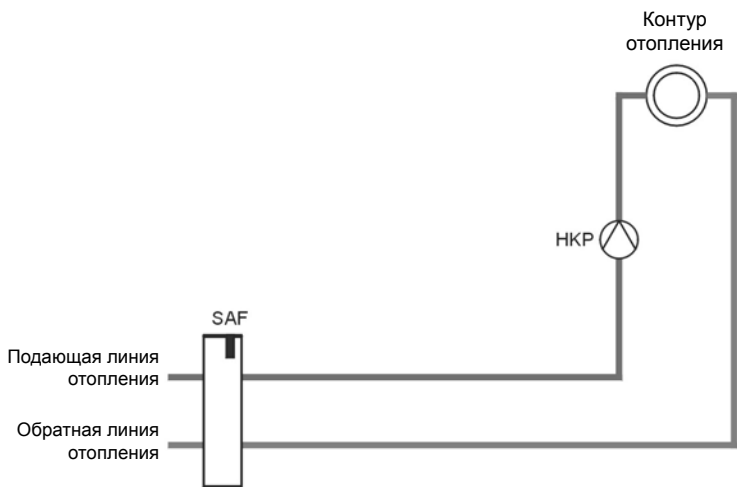 Контур
отопления
HKP
SAF
Подающая линия
отопления
Обратная линия
отопления